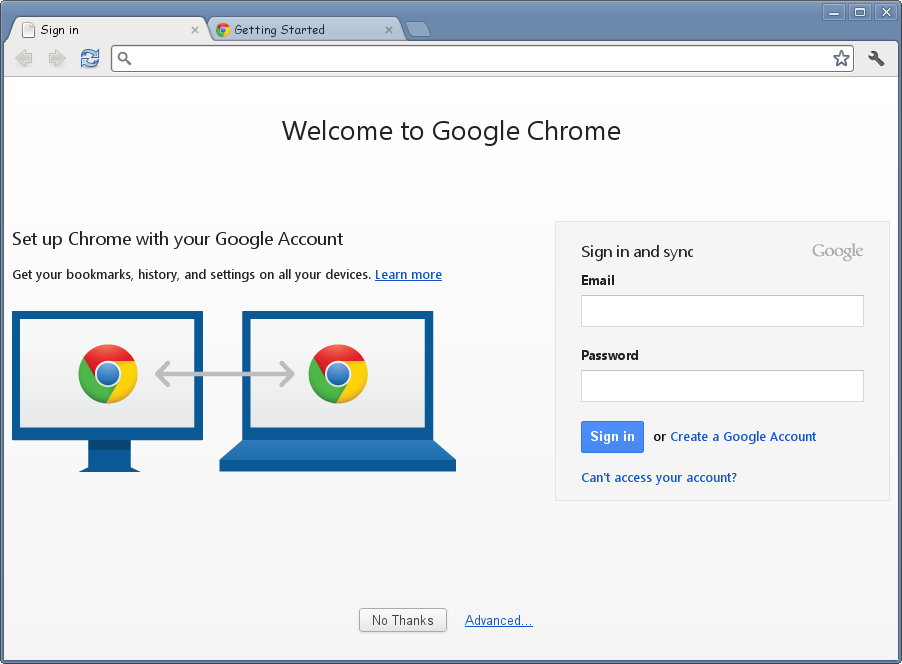 Sign in
Getting Started
Welcome to Google Chrome
Set up Chrome with your Google Account
Get your bookmarks, history, and settings on all your devices. Learn more
Sign in and sync
Google
Email
Password
Sign in or Create a Google Account
Can't access your account?
No Thanks
Advanced...